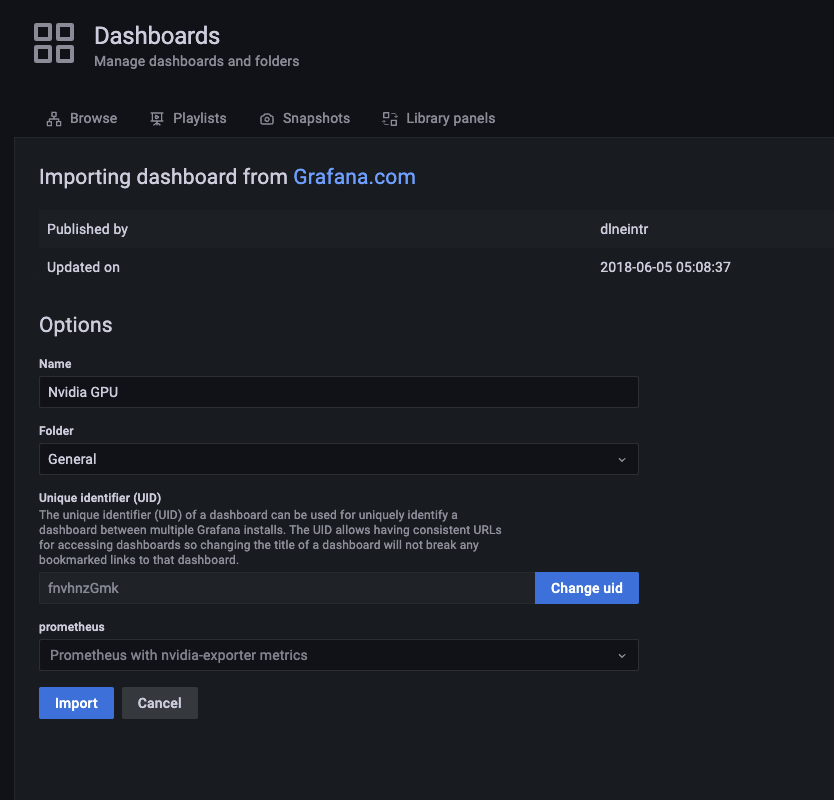 Dashboards
Manage dashboards and folders
Browse Playlists Snapshots Library panels
Importing dashboard from Grafana.com
Published by dlneintr
Updated on 2018-06-05 05:08:37
Options
Name
Nvidia GPU
Folder
General
Unique identifier (UID)
The unique identifier (UID) of a dashboard can be used for uniquely identify a
dashboard between multiple Grafana installs. The UID allows having consistent URLs
for accessing dashboards so changing the title of a dashboard will not break any
bookmarked links to that dashboard.
fnvhnzGmk Change uid
prometheus
Prometheus with nvidia-exporter metrics
Import Cancel